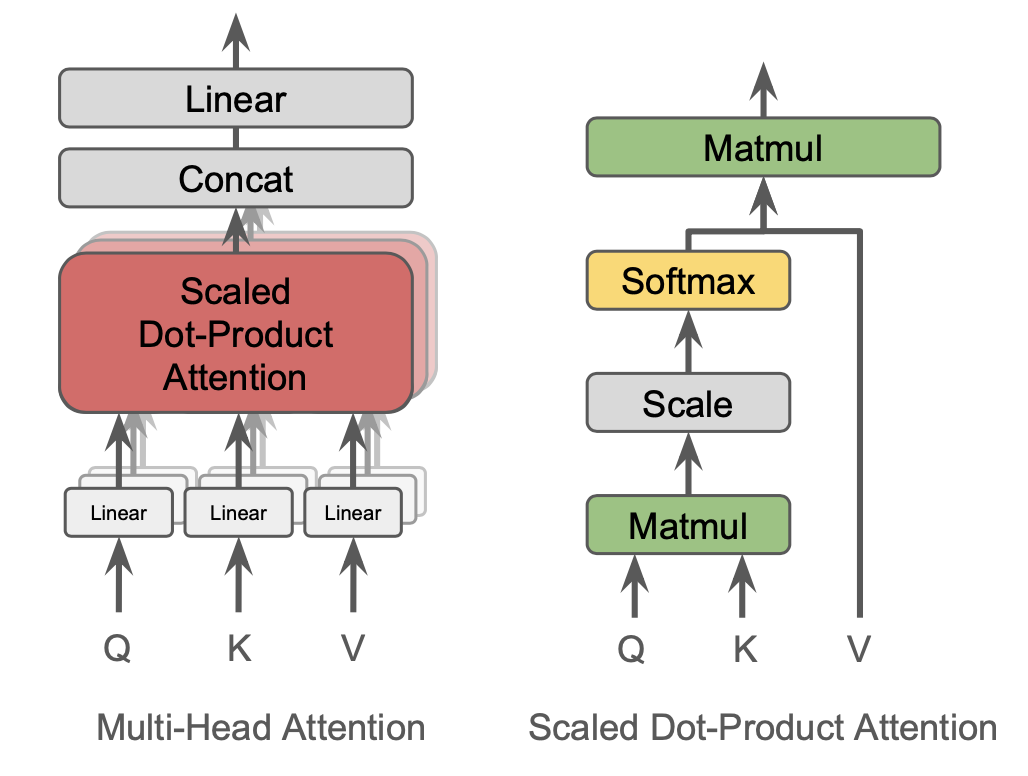 Linear
Concat
Scaled
Dot-Product
Attention
Linear Linear Linear
Q K V
Multi-Head Attention
Matmul
Softmax
Scale
Matmul
Q K V
Scaled Dot-Product Attention